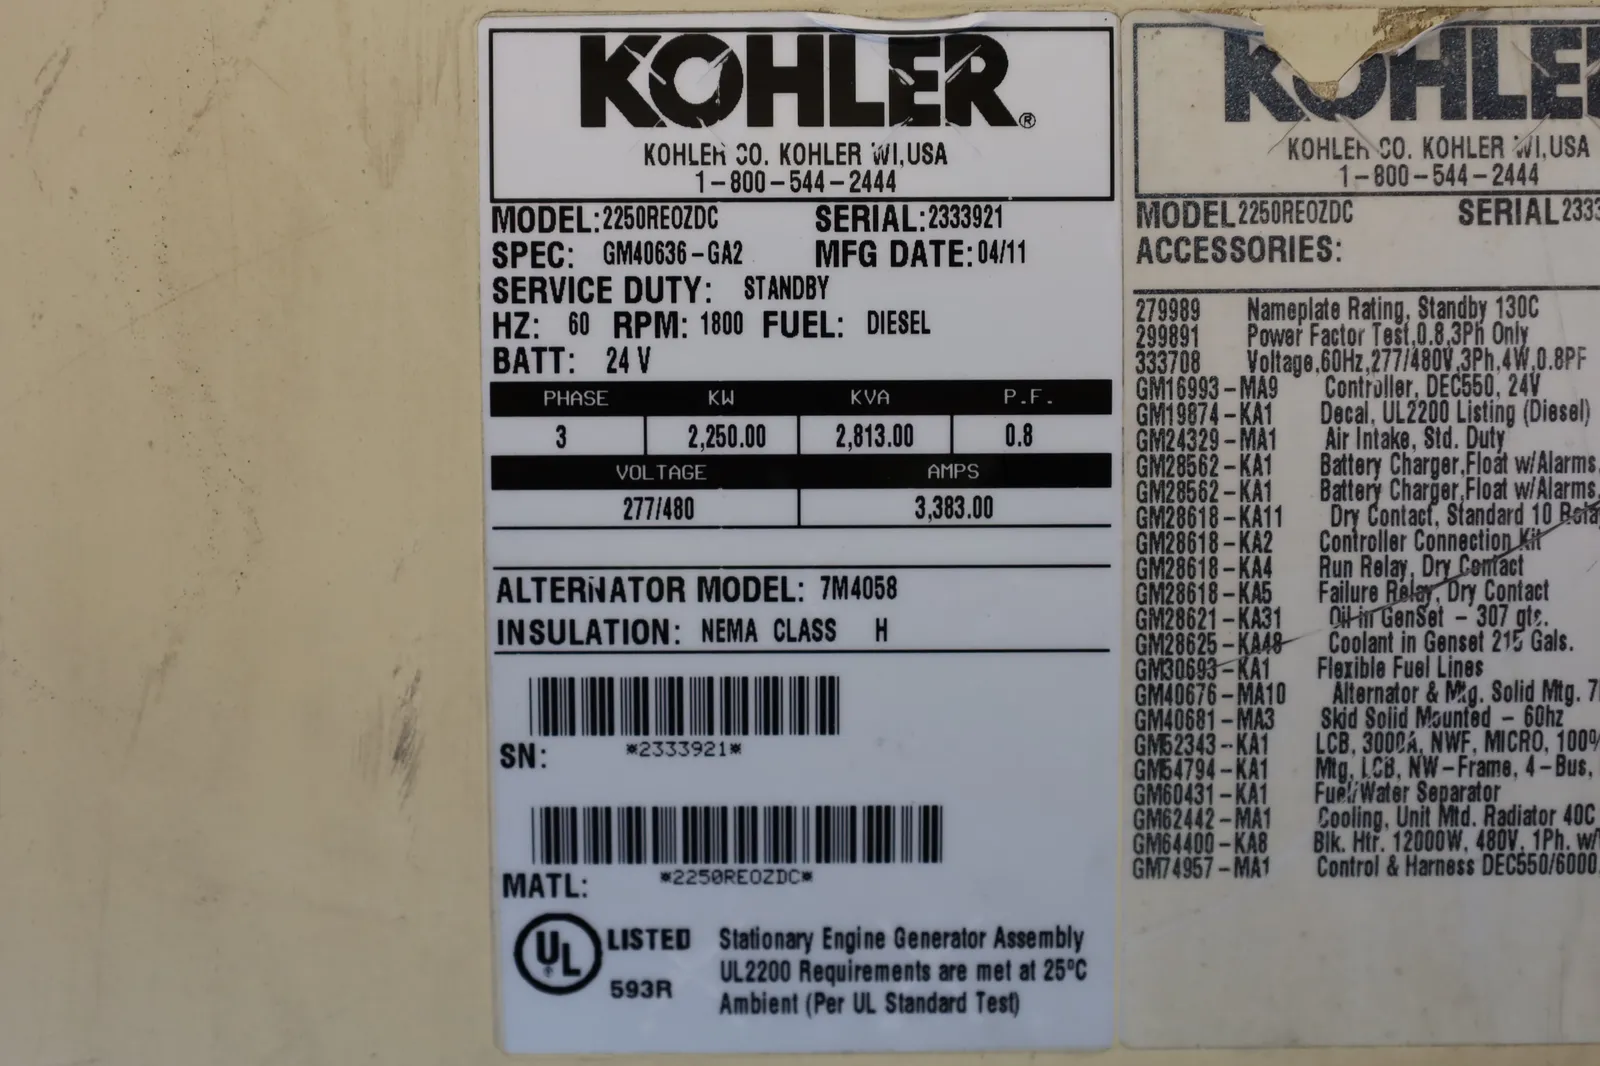 KOHLER®
KOHLER CO. KOHLER WI,USA
1-800-544-2444
MODEL: 2250REOZDC SERIAL: 2333921
SPEC: GM40636-GA2 MFG DATE: 04/11
SERVICE DUTY: STANDBY
HZ: 60 RPM: 1800 FUEL: DIESEL
BATT: 24 V
PHASE KW KVA P.F.
3 2,250.00 2,813.00 0.8
VOLTAGE AMPS
277/480 3,383.00
ALTERNATOR MODEL: 7M4058
INSULATION: NEMA CLASS H
SN: *2333921*
MATL: *2250REOZDC*
UL LISTED
593R
Stationary Engine Generator Assembly
UL2200 Requirements are met at 25°C
Ambient (Per UL Standard Test)
KOHLE
KOHLER CO. KOHLER WI,USA
1-800-544-2444
MODEL 2250REOZDC SERIAL 2333
ACCESSORIES:
279989 Nameplate Rating, Standby 130C
299891 Power Factor Test,0.8,3Ph Only
333708 Voltage,60Hz,277/480V,3Ph,4W,0.8PF
GM16993-MA9 Controller, DEC550, 24V
GM19874-KA1 Decal, UL2200 Listing (Diesel)
GM24329-MA1 Air Intake, Std. Duty
GM28562-KA1 Battery Charger,Float w/Alarms,
GM28562-KA1 Battery Charger,Float w/Alarms,
GM28618-KA11 Dry Contact, Standard 10 Rela
GM28618-KA2 Controller Connection Kit
GM28618-KA4 Run Relay, Dry Contact
GM28618-KA5 Failure Relay, Dry Contact
GM28621-KA31 Oil in GenSet - 307 qts.
GM28625-KA48 Coolant in Genset 215 Gals.
GM30693-KA1 Flexible Fuel Lines
GM40676-MA10 Alternator & Mtg. Solid Mtg. 7
GM40681-MA3 Skid Solid Mounted - 60hz
GM52343-KA1 LCB, 3000A, NWF, MICRO, 100%
GM54794-KA1 Mtg, LCB, NW-Frame, 4-Bus,
GM60431-KA1 Fuel/Water Separator
GM62442-MA1 Cooling, Unit Mtd. Radiator 40C
GM64400-KA8 Blk. Htr. 12000W, 480V, 1Ph. w/
GM74957-MA1 Control & Harness DEC550/6000,